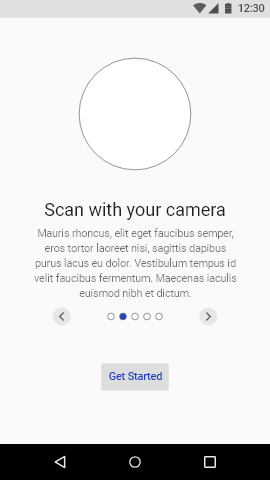 12:30
Scan with your camera
Mauris rhoncus, elit eget faucibus semper,
eros tortor laoreet nisi, sagittis dapibus
purus lacus eu dolor. Vestibulum tempus id
velit faucibus fermentum. Maecenas iaculis
euismod nibh et dictum.
Get Started